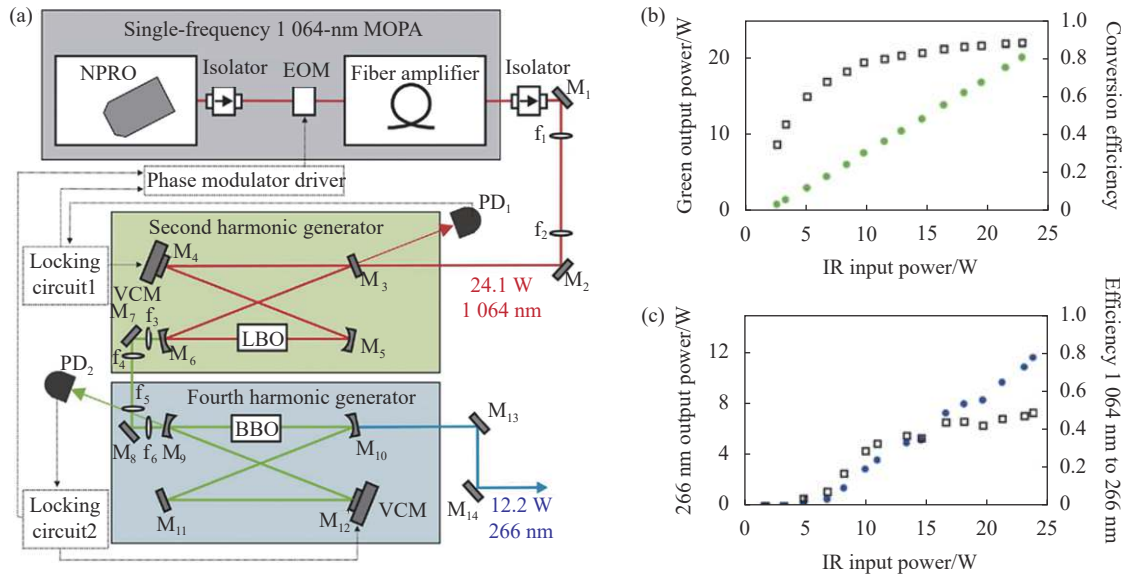 (a)
Single-frequency 1 064-nm MOPA
NPRO
Isolator
EOM
Fiber amplifier
Isolator
M1
f1
Phase modulator driver
PD1
f2
Second harmonic generator
M4
M3
M2
Locking
circuit1
VCM
24.1 W
1 064 nm
M7
f3
LBO
M6
M5
f4
PD2
f5
Fourth harmonic generator
BBO
M13
M8
f6
M9
M10
M11
M12
VCM
M14
12.2 W
266 nm
Locking
circuit2
(b)
Green output power/W
20
10
0
0
5
10
15
20
25
IR input power/W
1.0
0.8
0.6
0.4
0.2
0
Conversion efficiency
(c)
266 nm output power/W
12
8
4
0
0
5
10
15
20
25
IR input power/W
1.0
0.8
0.6
0.4
0.2
0
Efficiency 1 064 nm to 266 nm